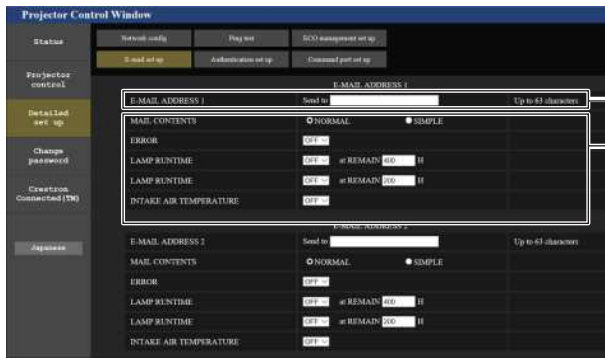 Projector Control Window
Status
Network config Ping test ECO management set up
E-mail set up Authentication set up Command port set up
Projector control
Detailed set up
Change password
Crestron Connected(TM)
Japanese
E-MAIL ADDRESS 1
E-MAIL ADDRESS 1 Send to Up to 63 characters
MAIL CONTENTS NORMAL SIMPLE
ERROR OFF
LAMP RUNTIME OFF at REMAIN 400 H
LAMP RUNTIME OFF at REMAIN 200 H
INTAKE AIR TEMPERATURE OFF
E-MAIL ADDRESS 2
E-MAIL ADDRESS 2 Send to Up to 63 characters
MAIL CONTENTS NORMAL SIMPLE
ERROR OFF
LAMP RUNTIME OFF at REMAIN 400 H
LAMP RUNTIME OFF at REMAIN 200 H
INTAKE AIR TEMPERATURE OFF